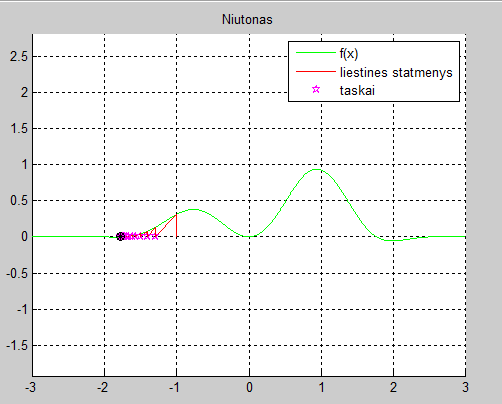 Niutonas
f(x)
liestines statmenys
taskai
2.5
2
1.5
1
0.5
0
-0.5
-1
-1.5
-3 -2 -1 0 1 2 3